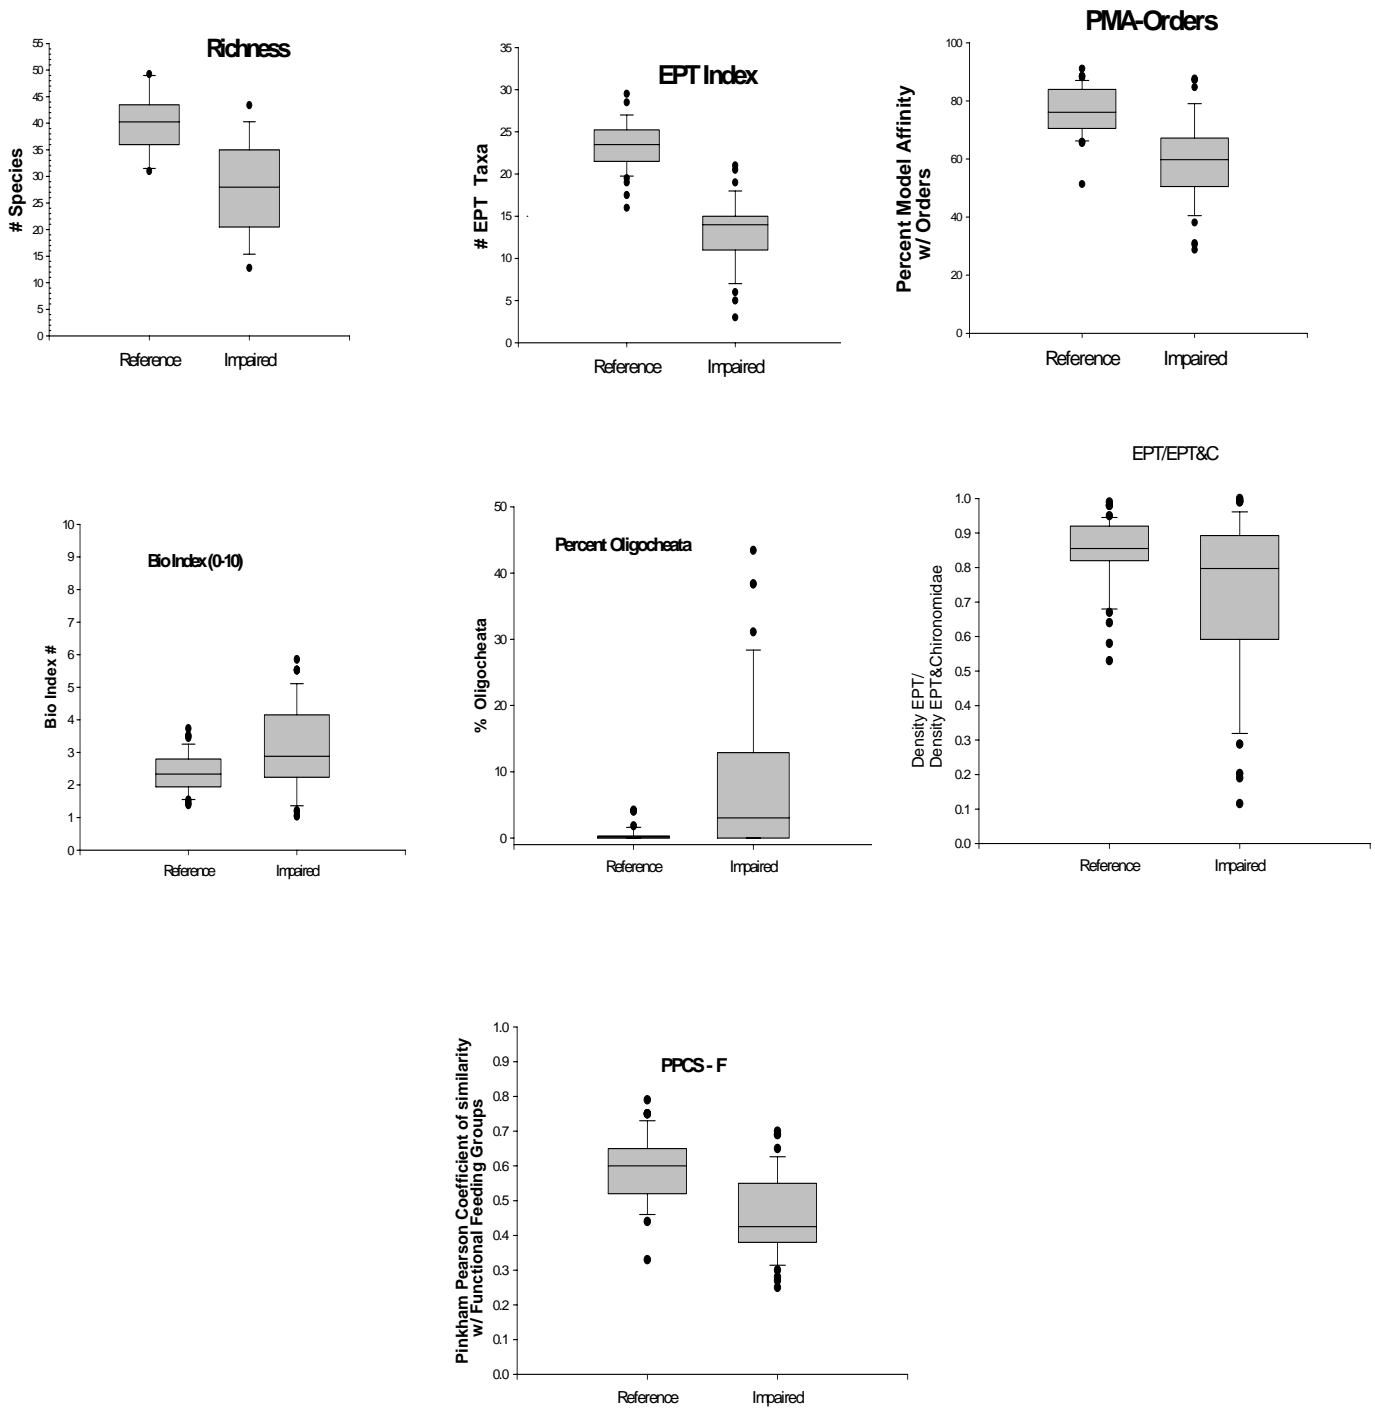 Richness
# Species
55
50
45
40
35
30
25
20
15
10
5
0
Reference Impaired
EPT Index
# EPT Taxa
35
30
25
20
15
10
5
0
Reference Impaired
PMA-Orders
Percent Model Affinity
w/ Orders
100
80
60
40
20
0
Reference Impaired
Bio Index (0-10)
Bio Index #
10
9
8
7
6
5
4
3
2
1
0
Reference Impaired
Percent Oligocheata
% Oligocheata
50
40
30
20
10
0
Reference Impaired
EPT/EPT&C
Density EPT/
Density EPT&Chironomidae
1.0
0.9
0.8
0.7
0.6
0.5
0.4
0.3
0.2
0.1
0.0
Reference Impaired
PPCS - F
Pinkham Pearson Coefficient of similarity
w/ Functional Feeding Groups
1.0
0.9
0.8
0.7
0.6
0.5
0.4
0.3
0.2
0.1
0.0
Reference Impaired